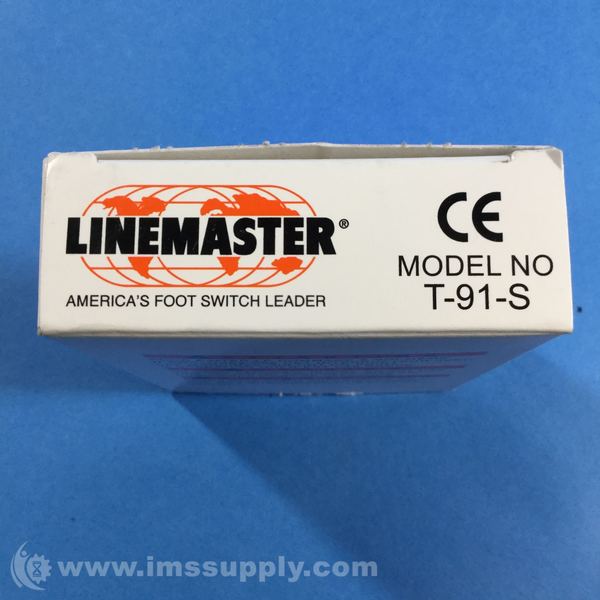 LINEMASTER®
AMERICA'S FOOT SWITCH LEADER
CE
MODEL NO
T-91-S
www.imssupply.com